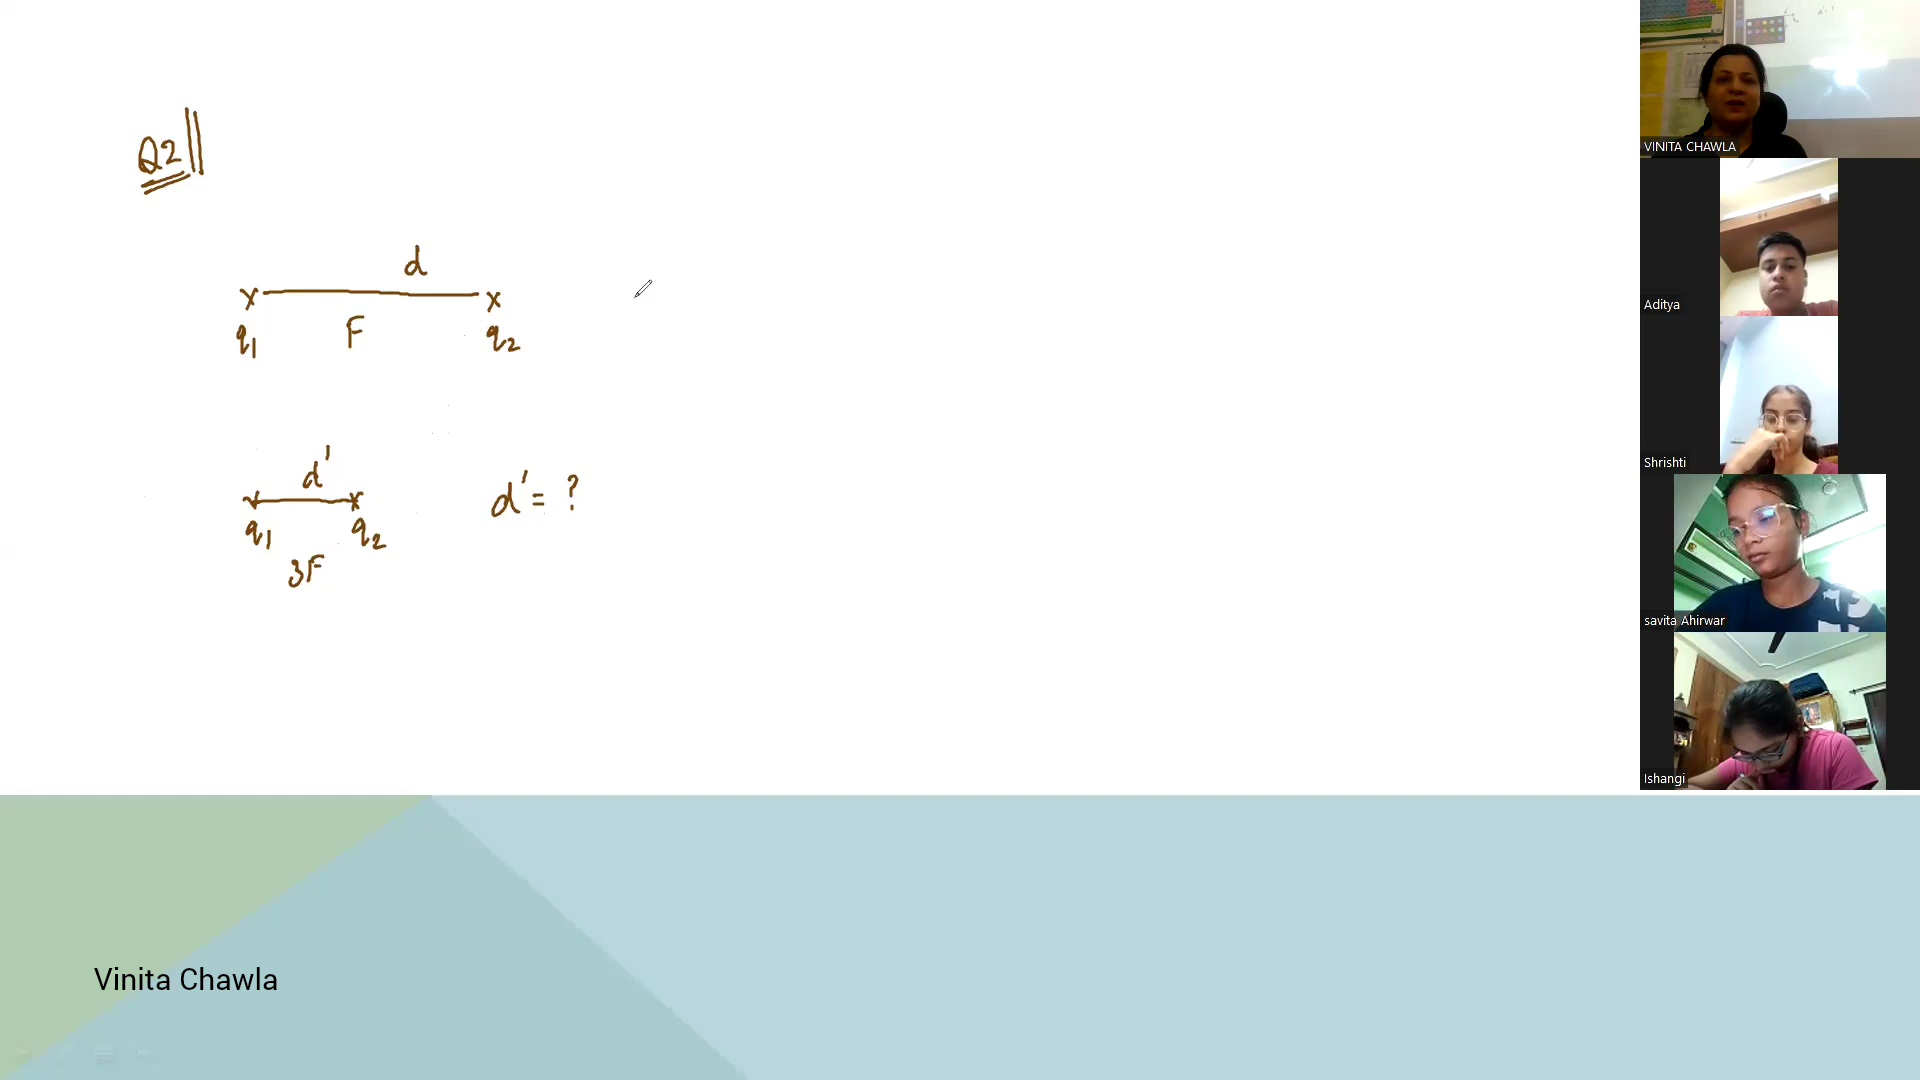 Q2
d
x x
q1 F q2
d'
x x
q1 q2
3F
d' = ?
Vinita Chawla
VINITA CHAWLA
Aditya
Shrishti
savita Ahirwar
Ishangi